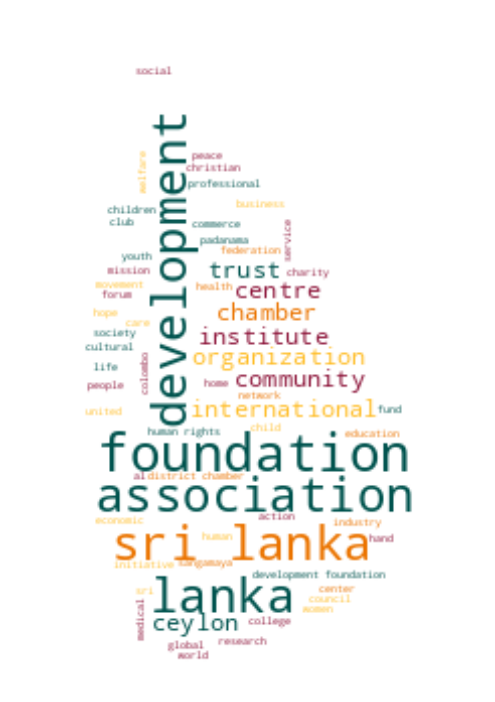 social
development
welfare
peace
christian
professional
children
business
club
commerce
service
padanama
federation
youth
trust
mission
charity
movement
health
centre
forum
hope
chamber
care
society
institute
cultural
organization
life
colombo
home
community
people
network
united
international
fund
child
human rights
education
foundation
al
district chamber
association
economic
action
industry
sri lanka
human
hand
initiative
sangamaya
development foundation
sri
lanka
center
council
women
medical
ceylon
college
research
global
world